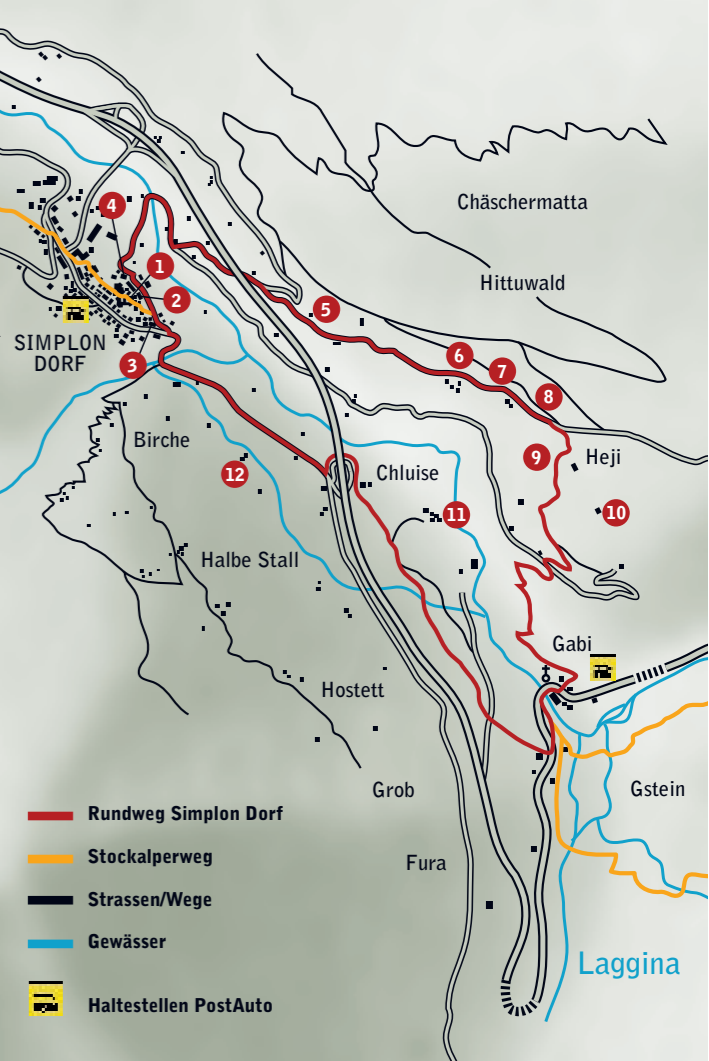 Chäschermatta
4
1
Hittuwald
2
5
SIMPLON
DORF
3
6
7
8
Birche
9
Heji
12
Chluise
10
11
Halbe Stall
Gabi
Hostett
Grob
Gstein
Rundweg Simplon Dorf
Stockalperweg
Fura
Strassen/Wege
Gewässer
Laggina
Haltestellen PostAuto